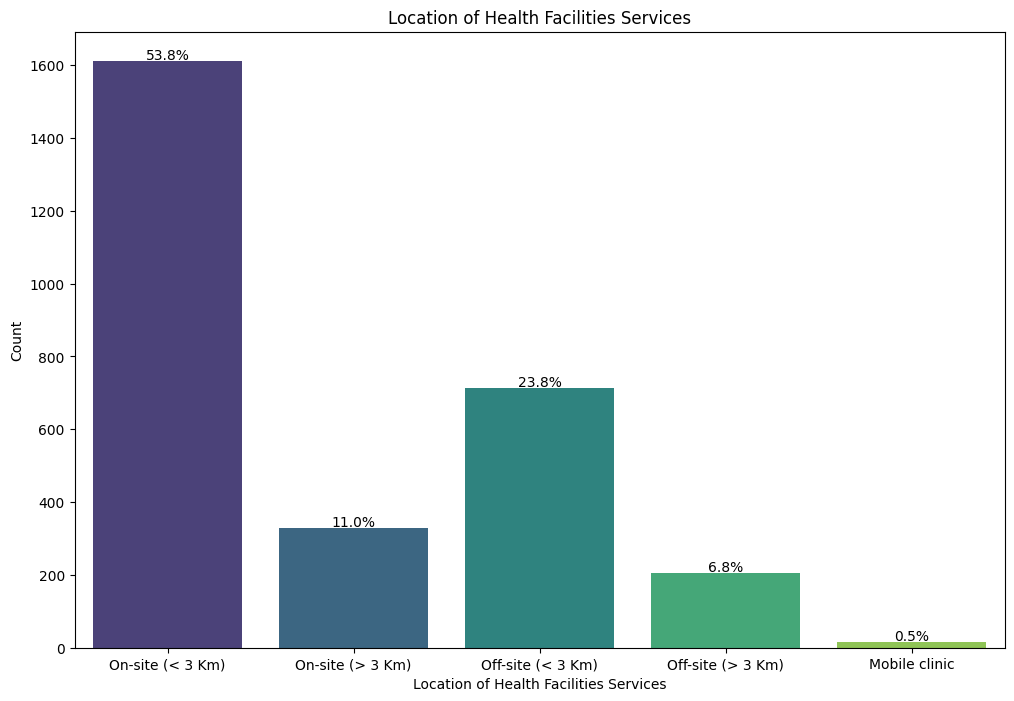 Location of Health Facilities Services
1600
1400
1200
1000
800
600
400
200
0
Count
53.8%
11.0%
23.8%
6.8%
0.5%
On-site (< 3 Km)
On-site (> 3 Km)
Off-site (< 3 Km)
Off-site (> 3 Km)
Mobile clinic
Location of Health Facilities Services